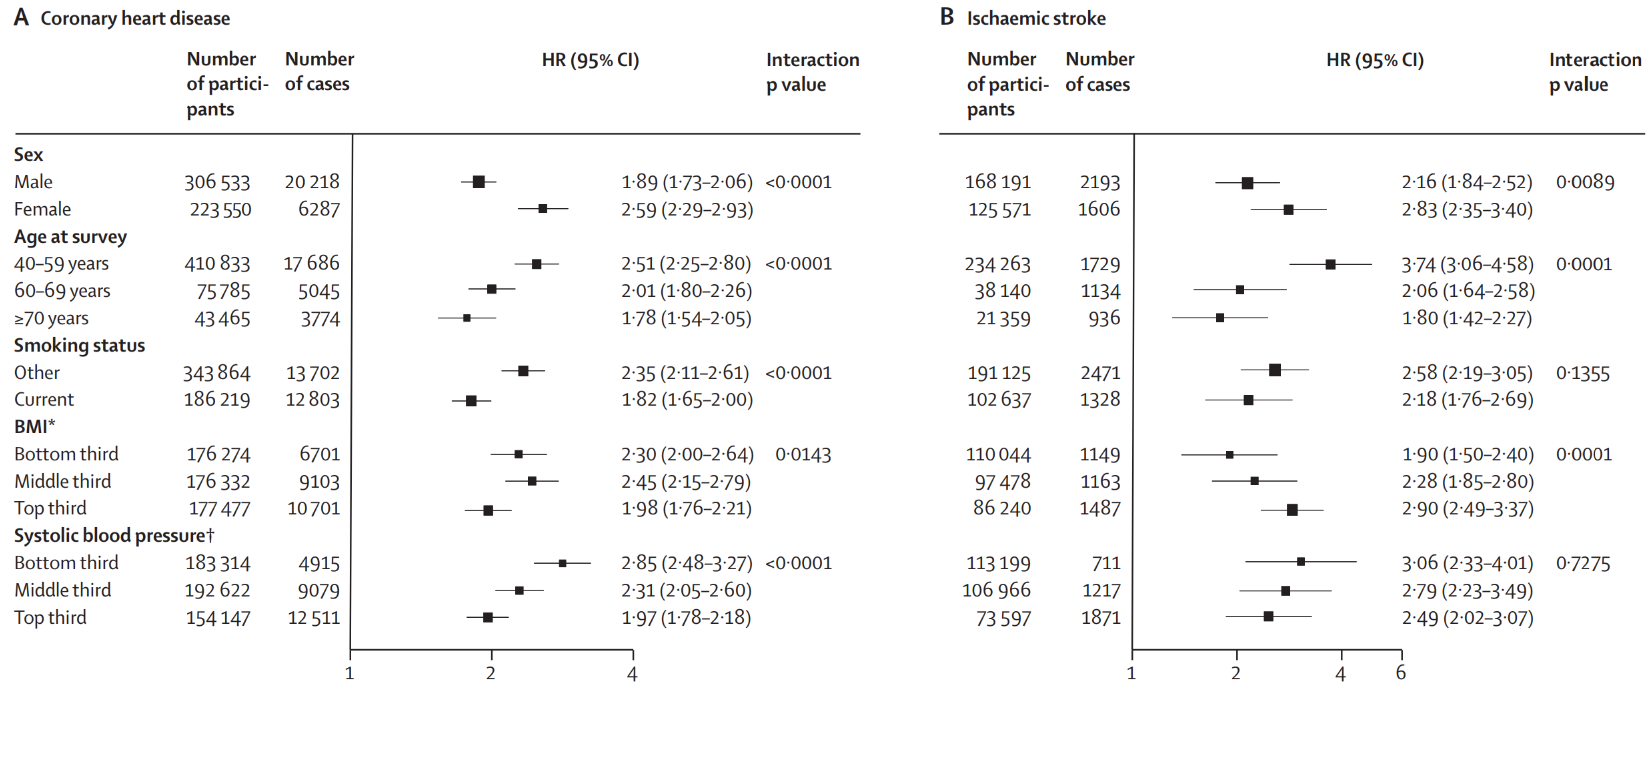 A Coronary heart disease
Number of partici-pants Number of cases HR (95% CI) Interaction p value
Sex
Male 306 533 20 218 1·89 (1·73–2·06) <0·0001
Female 223 550 6287 2·59 (2·29–2·93)
Age at survey
40–59 years 410 833 17 686 2·51 (2·25–2·80) <0·0001
60–69 years 75 785 5045 2·01 (1·80–2·26)
≥70 years 43 465 3774 1·78 (1·54–2·05)
Smoking status
Other 343 864 13 702 2·35 (2·11–2·61) <0·0001
Current 186 219 12 803 1·82 (1·65–2·00)
BMI*
Bottom third 176 274 6701 2·30 (2·00–2·64) 0·0143
Middle third 176 332 9103 2·45 (2·15–2·79)
Top third 177 477 10 701 1·98 (1·76–2·21)
Systolic blood pressure†
Bottom third 183 314 4915 2·85 (2·48–3·27) <0·0001
Middle third 192 622 9079 2·31 (2·05–2·60)
Top third 154 147 12 511 1·97 (1·78–2·18)
1 2 4
B Ischaemic stroke
Number of partici-pants Number of cases HR (95% CI) Interaction p value
168 191 2193 2·16 (1·84–2·52) 0·0089
125 571 1606 2·83 (2·35–3·40)
234 263 1729 3·74 (3·06–4·58) 0·0001
38 140 1134 2·06 (1·64–2·58)
21 359 936 1·80 (1·42–2·27)
191 125 2471 2·58 (2·19–3·05) 0·1355
102 637 1328 2·18 (1·76–2·69)
110 044 1149 1·90 (1·50–2·40) 0·0001
97 478 1163 2·28 (1·85–2·80)
86 240 1487 2·90 (2·49–3·37)
113 199 711 3·06 (2·33–4·01) 0·7275
106 966 1217 2·79 (2·23–3·49)
73 597 1871 2·49 (2·02–3·07)
1 2 4 6